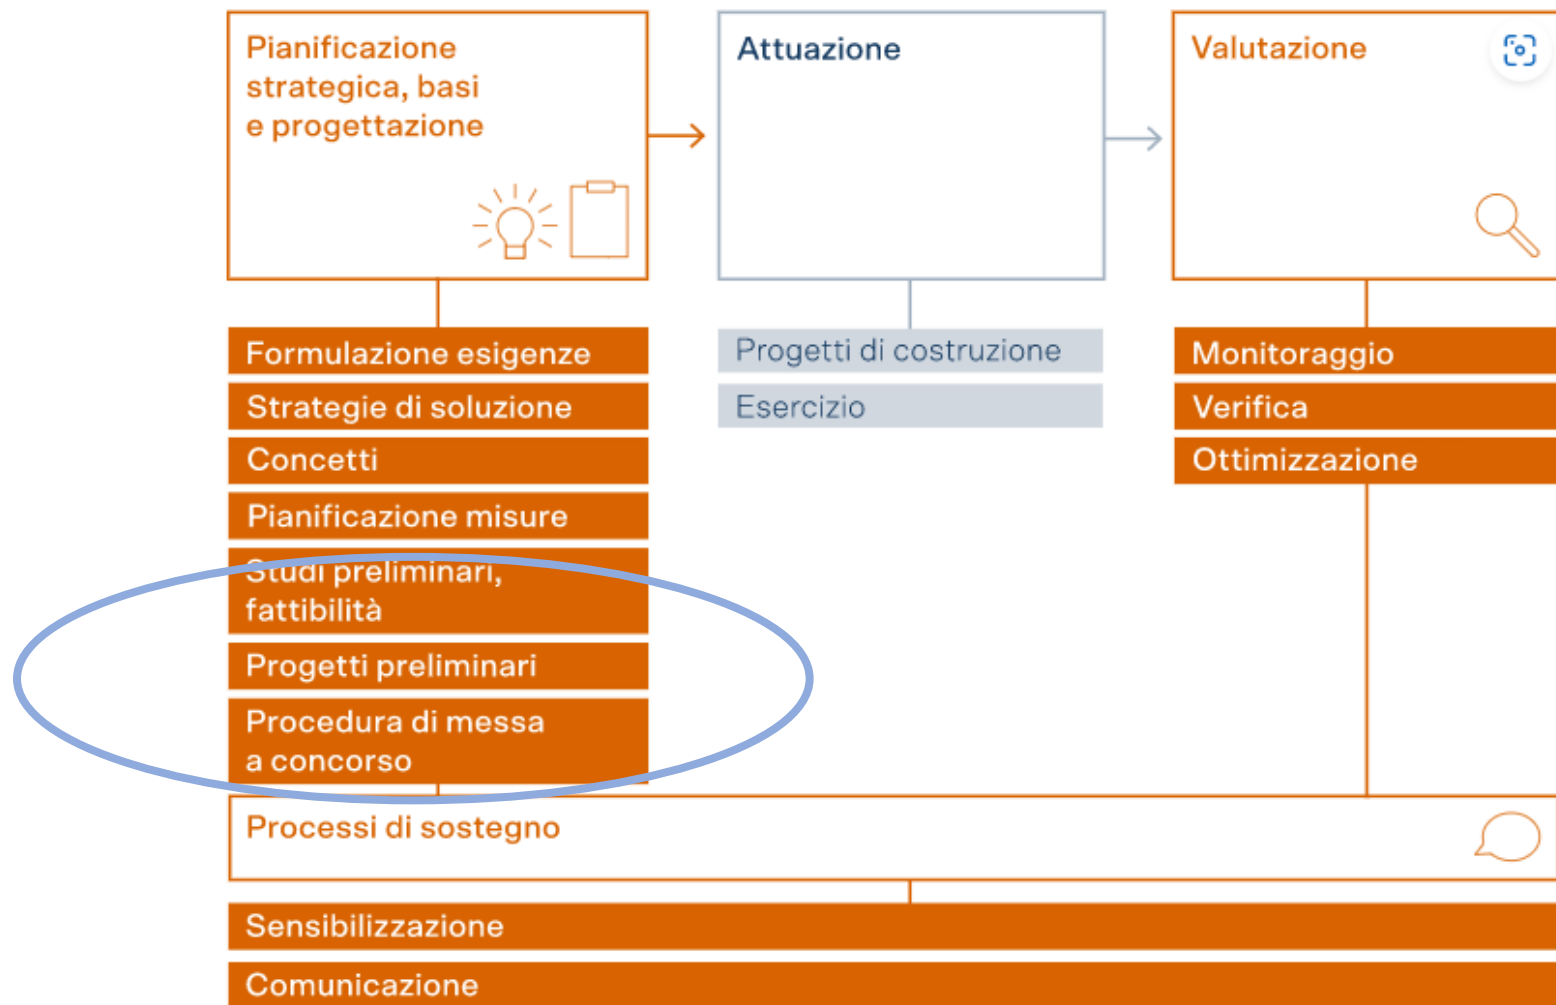 Pianificazione
strategica, basi
e progettazione
Attuazione
Valutazione
Formulazione esigenze
Strategie di soluzione
Concetti
Pianificazione misure
Studi preliminari,
fattibilità
Progetti preliminari
Procedura di messa
a concorso
Progetti di costruzione
Esercizio
Monitoraggio
Verifica
Ottimizzazione
Processi di sostegno
Sensibilizzazione
Comunicazione